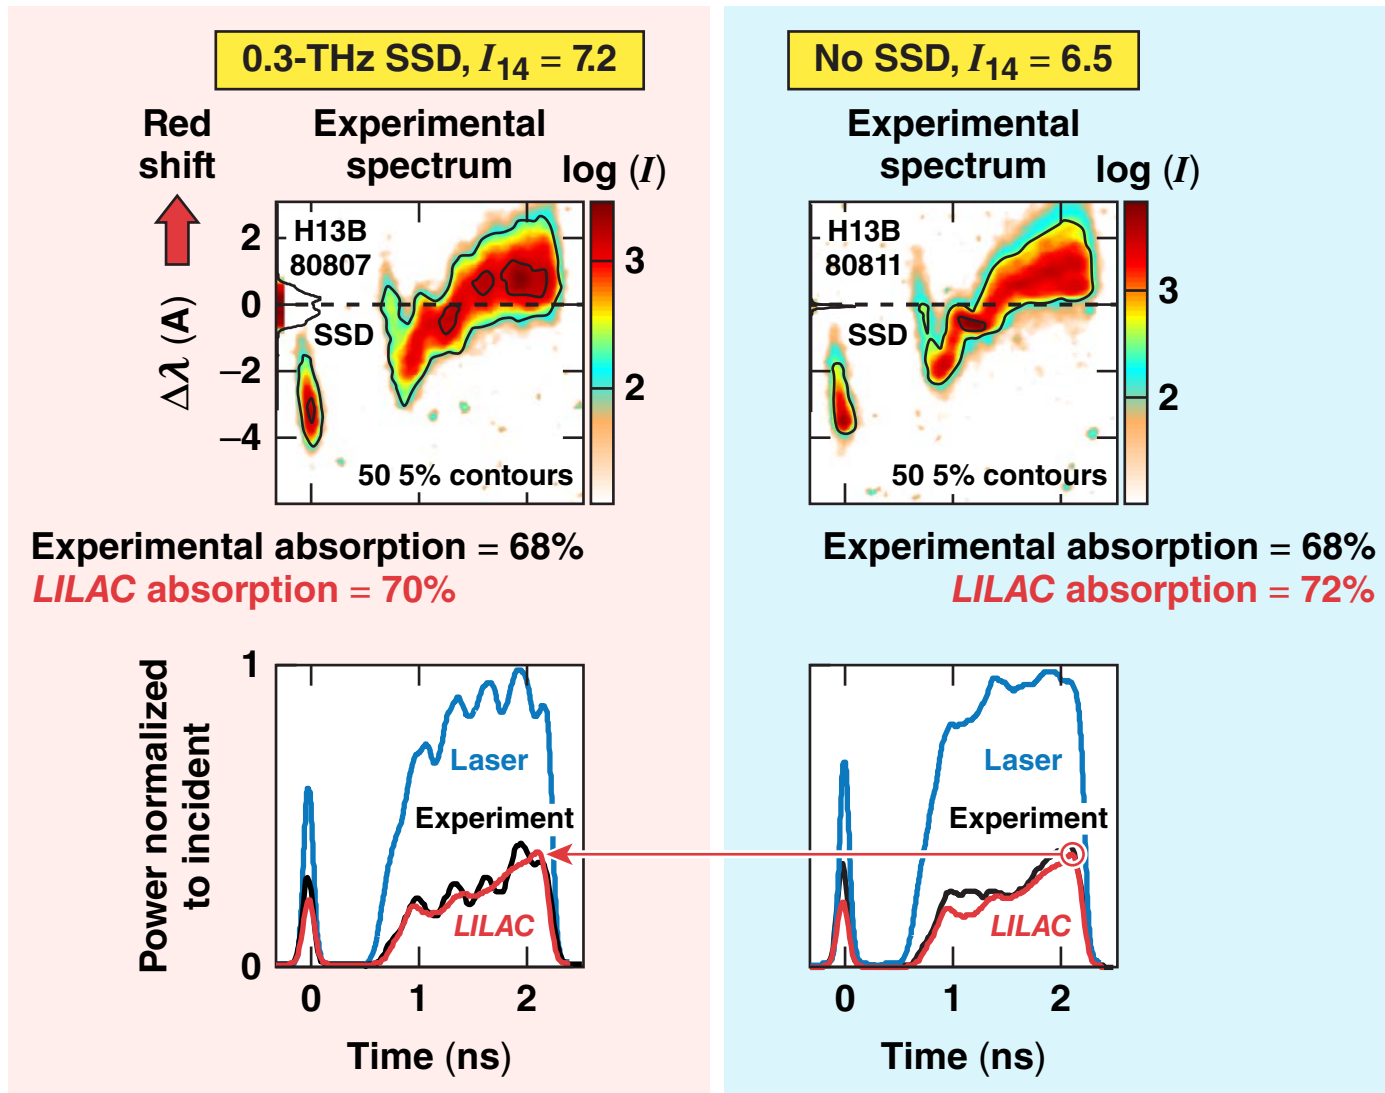 0.3-THz SSD, I14 = 7.2
Red
shift
Experimental
spectrum
log (I)
H13B
80807
SSD
50 5% contours
2
0
–2
–4
Δλ (A)
3
2
Experimental absorption = 68%
LILAC absorption = 70%
Power normalized
to incident
1
0
Laser
Experiment
LILAC
0 1 2
Time (ns)
No SSD, I14 = 6.5
Experimental
spectrum
log (I)
H13B
80811
SSD
50 5% contours
3
2
Experimental absorption = 68%
LILAC absorption = 72%
Laser
Experiment
LILAC
0 1 2
Time (ns)